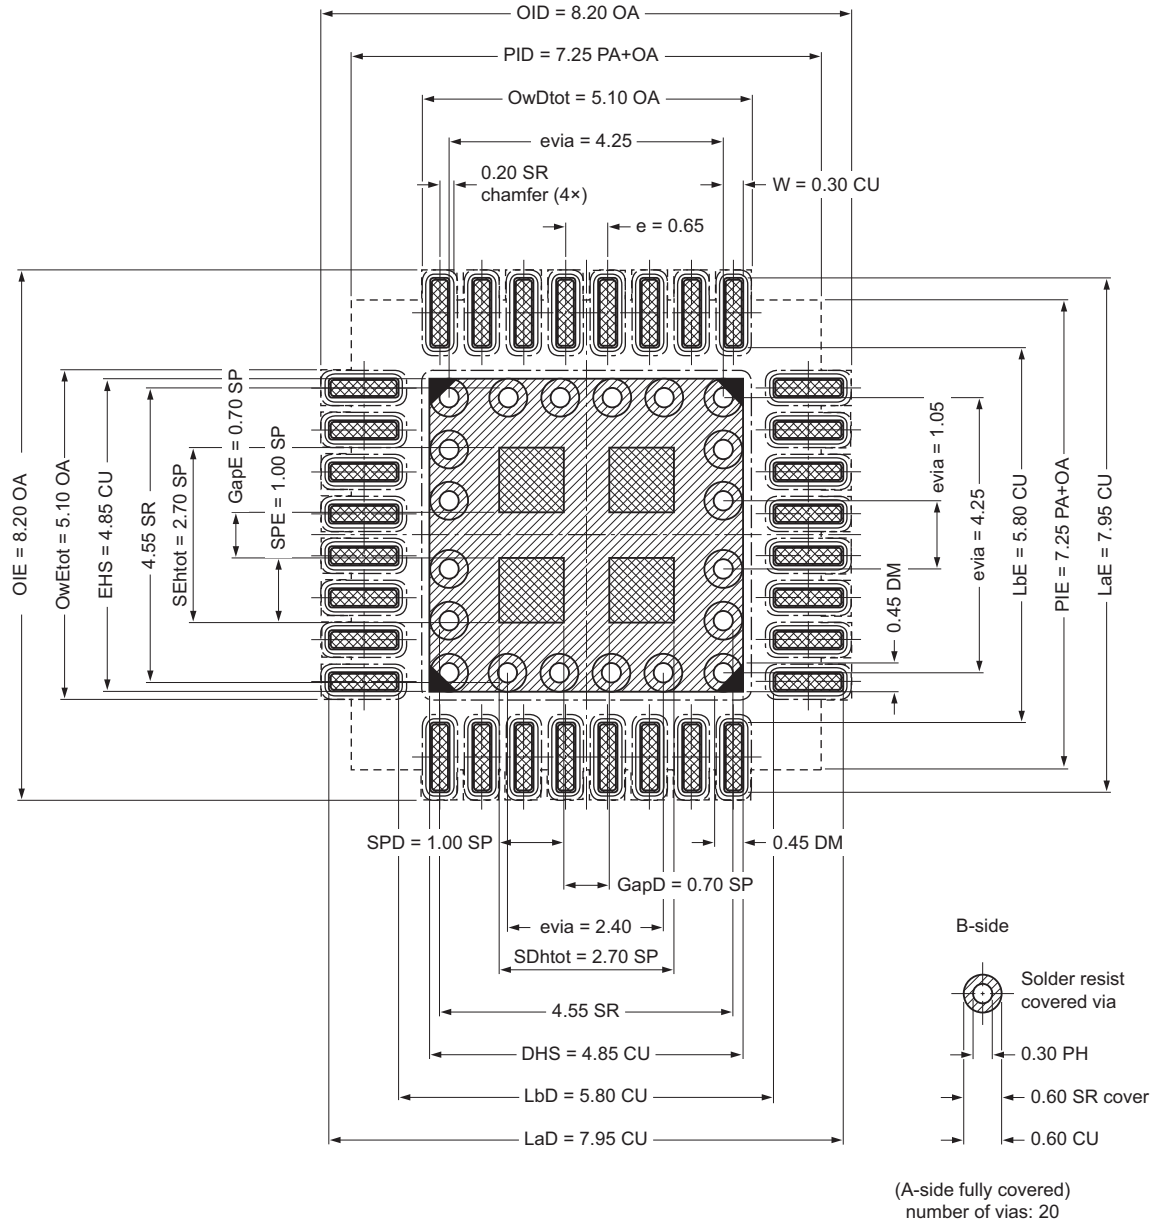 OID = 8.20 OA
PID = 7.25 PA+OA
OwDtot = 5.10 OA
evia = 4.25
0.20 SR
chamfer (4×)
W = 0.30 CU
e = 0.65
OIE = 8.20 OA
OwEtot = 5.10 OA
EHS = 4.85 CU
4.55 SR
SEhtot = 2.70 SP
GapE = 0.70 SP
SPE = 1.00 SP
0.45 DM
evia = 1.05
evia = 4.25
LbE = 5.80 CU
PIE = 7.25 PA+OA
LaE = 7.95 CU
SPD = 1.00 SP
0.45 DM
GapD = 0.70 SP
evia = 2.40
SDhtot = 2.70 SP
4.55 SR
DHS = 4.85 CU
LbD = 5.80 CU
LaD = 7.95 CU
B-side
Solder resist
covered via
0.30 PH
0.60 SR cover
0.60 CU
(A-side fully covered)
number of vias: 20